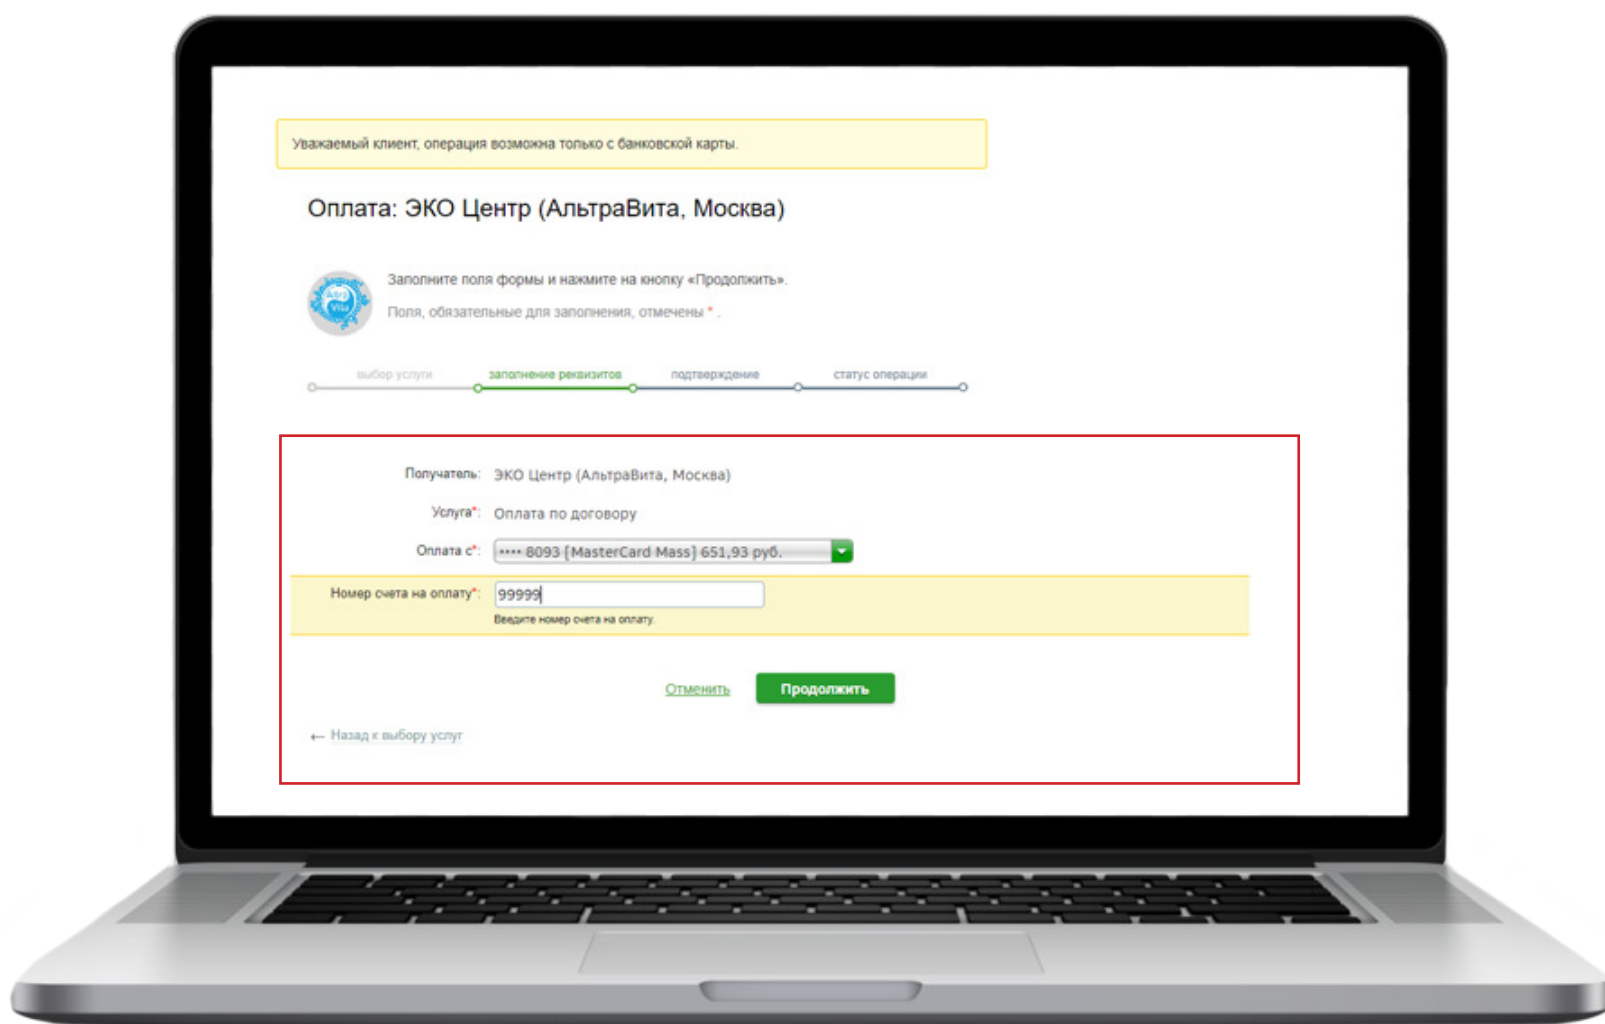 Уважаемый клиент, операция возможна только с банковской карты.
Оплата: ЭКО Центр (АльтраВита, Москва)
Altra
Vita
Заполните поля формы и нажмите на кнопку «Продолжить».
Поля, обязательные для заполнения, отмечены * .
выбор услуги заполнение реквизитов подтверждение статус операции
Получатель: ЭКО Центр (АльтраВита, Москва)
Услуга*: Оплата по договору
Оплата с*: •••• 8093 [MasterCard Mass] 651,93 руб.
Номер счета на оплату*: 99999
Введите номер счета на оплату.
Отменить Продолжить
← Назад к выбору услуг